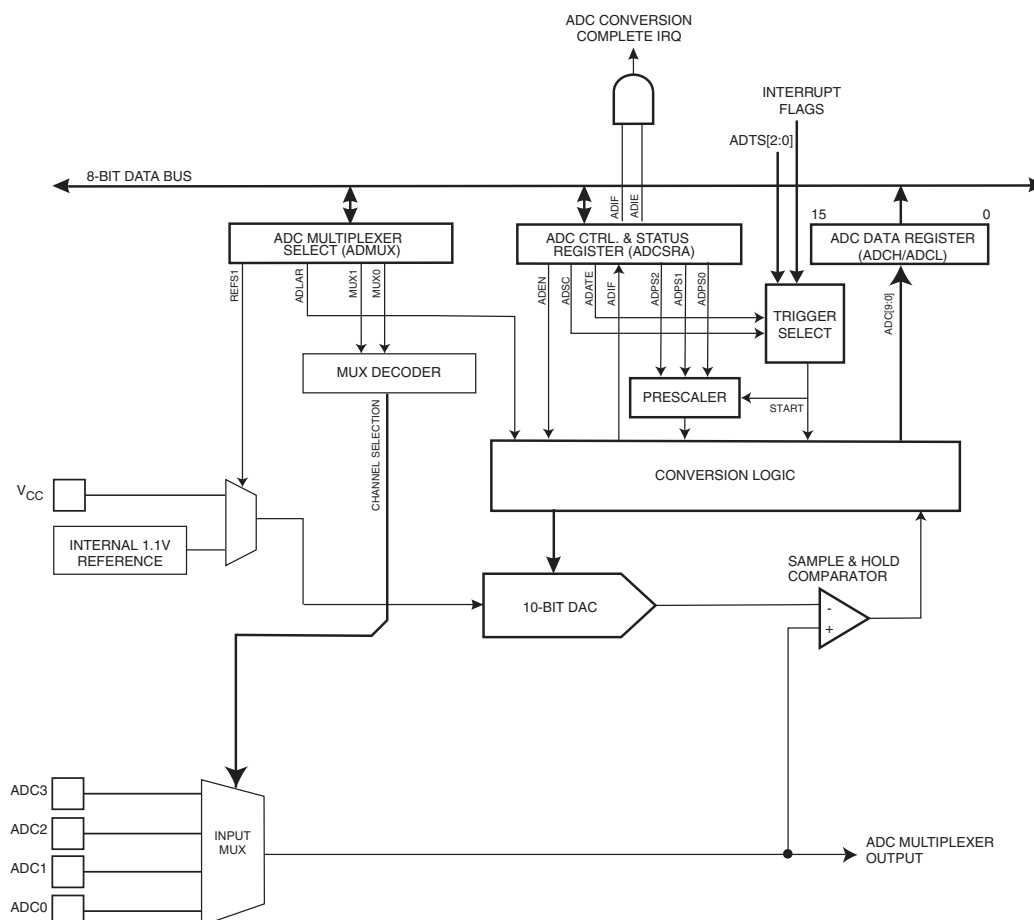 ADC CONVERSION
COMPLETE IRQ
INTERRUPT
FLAGS
ADTS[2:0]
8-BIT DATA BUS
ADIF
ADIE
15
0
ADC MULTIPLEXER
SELECT (ADMUX)
ADC CTRL. & STATUS
REGISTER (ADCSRA)
ADC DATA REGISTER
(ADCH/ADCL)
REFS1
ADLAR
MUX1
MUX0
ADEN
ADSC
ADATE
ADIF
ADPS2
ADPS1
ADPS0
ADC[9:0]
TRIGGER
SELECT
MUX DECODER
PRESCALER
START
CHANNEL SELECTION
CONVERSION LOGIC
VCC
INTERNAL 1.1V
REFERENCE
SAMPLE & HOLD
COMPARATOR
10-BIT DAC
-
+
ADC3
ADC2
ADC1
ADC0
INPUT
MUX
ADC MULTIPLEXER
OUTPUT